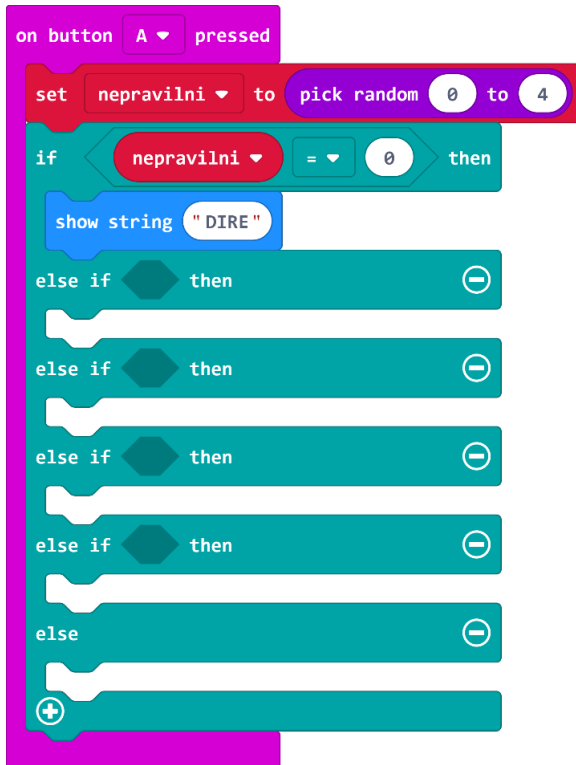 on button A pressed
set nepravilni to pick random 0 to 4
if nepravilni = 0 then
show string "DIRE"
else if then
else if then
else if then
else if then
else